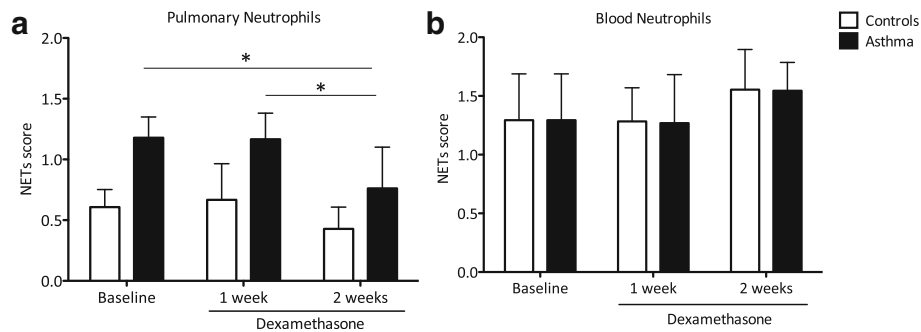 a
Pulmonary Neutrophils
2.0
1.5
1.0
0.5
0.0
NETs score
*
*
Baseline
1 week
2 weeks
Dexamethasone
b
Blood Neutrophils
2.0
1.5
1.0
0.5
0.0
NETs score
Baseline
1 week
2 weeks
Dexamethasone
Controls
Asthma